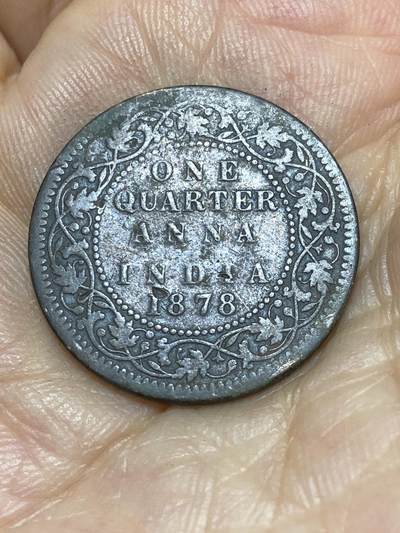 ONE
QUARTER
ANNA
INDIA
1878